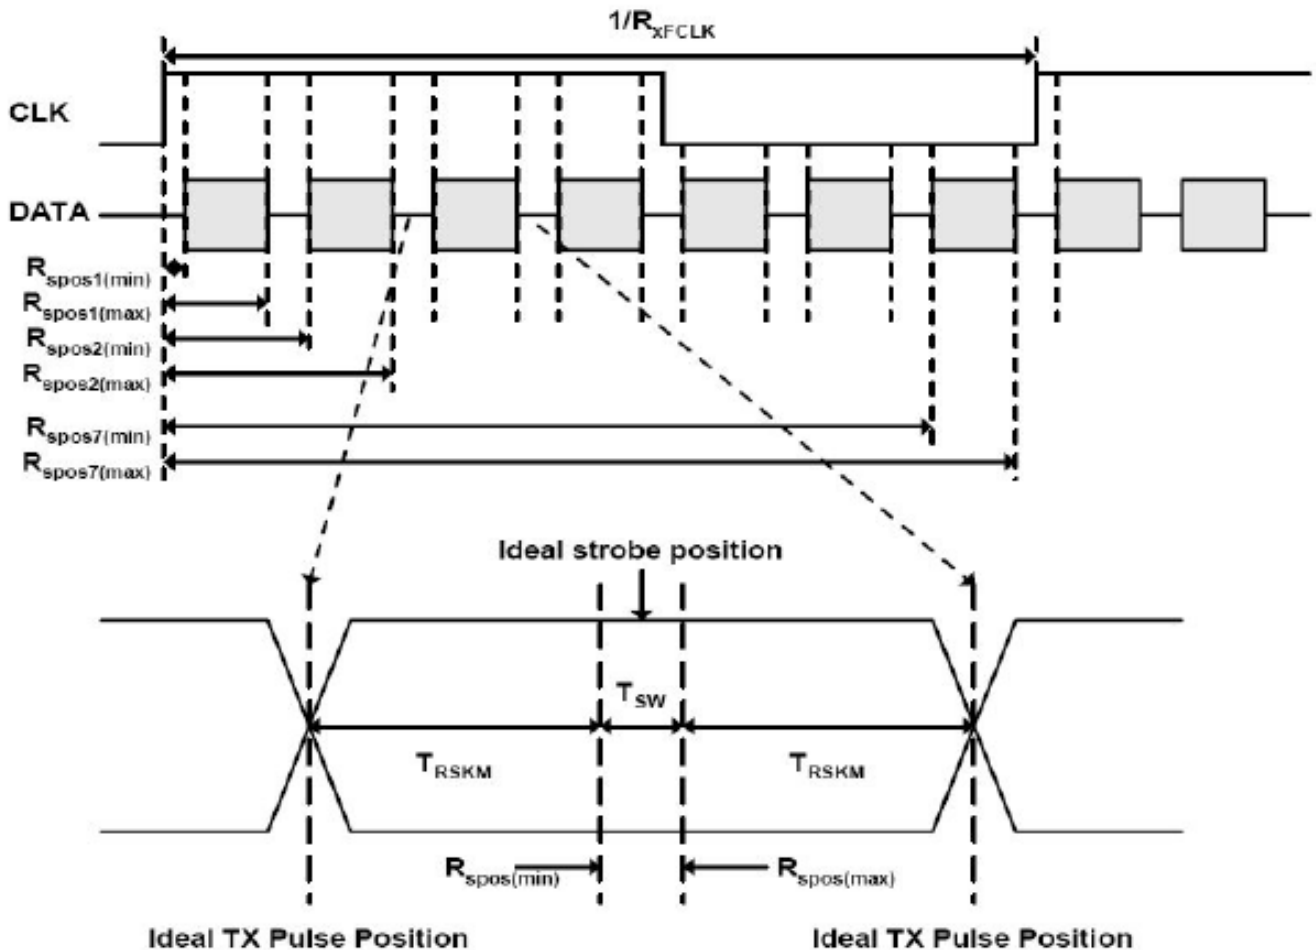 1/RxFCLK
CLK
DATA
Rspos1(min)
Rspos1(max)
Rspos2(min)
Rspos2(max)
Rspos7(min)
Rspos7(max)
Ideal strobe position
TSW
TRSKM TRSKM
Rspos(min) Rspos(max)
Ideal TX Pulse Position Ideal TX Pulse Position